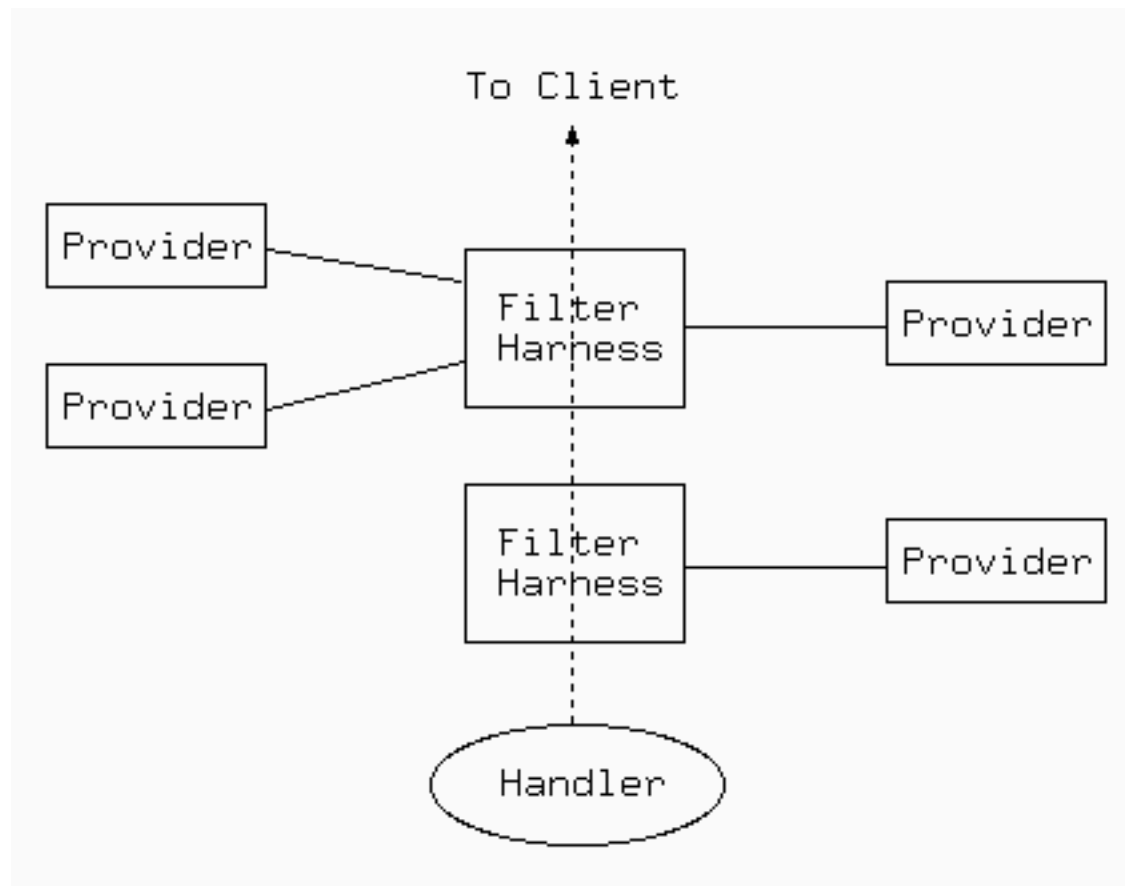 To Client
Provider
Filter
Harness
Provider
Provider
Filter
Harness
Provider
Handler